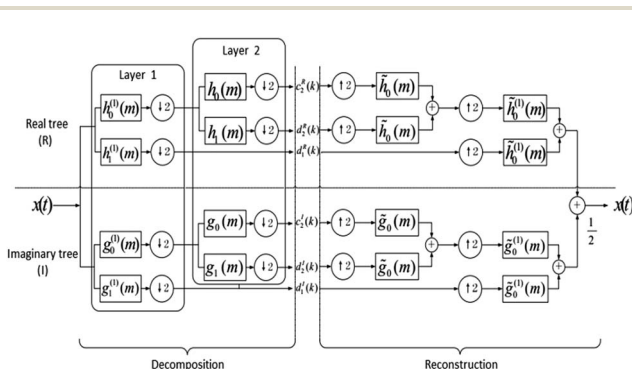 Layer 2
Layer 1
h₀(m) ↓2 c₂ᴿ(k) ↑2 h̃₀(m)
h₀⁽¹⁾(m) ↓2 + ↑2 h̃₀⁽¹⁾(m)
Real tree
(R)
h₁(m) ↓2 d₂ᴿ(k) ↑2 h̃₀(m)
+
h₁⁽¹⁾(m) ↓2 d₁ᴿ(k) ↑2 h̃₀⁽¹⁾(m)
x(t) + x(t)
1/2
g₀(m) ↓2 c₂ᴵ(k) ↑2 g̃₀(m)
Imaginary tree
(I)
g₀⁽¹⁾(m) ↓2 + ↑2 g̃₀⁽¹⁾(m)
g₁(m) ↓2 d₂ᴵ(k) ↑2 g̃₀(m)
+
g₁⁽¹⁾(m) ↓2 d₁ᴵ(k) ↑2 g̃₀⁽¹⁾(m)
Decomposition Reconstruction